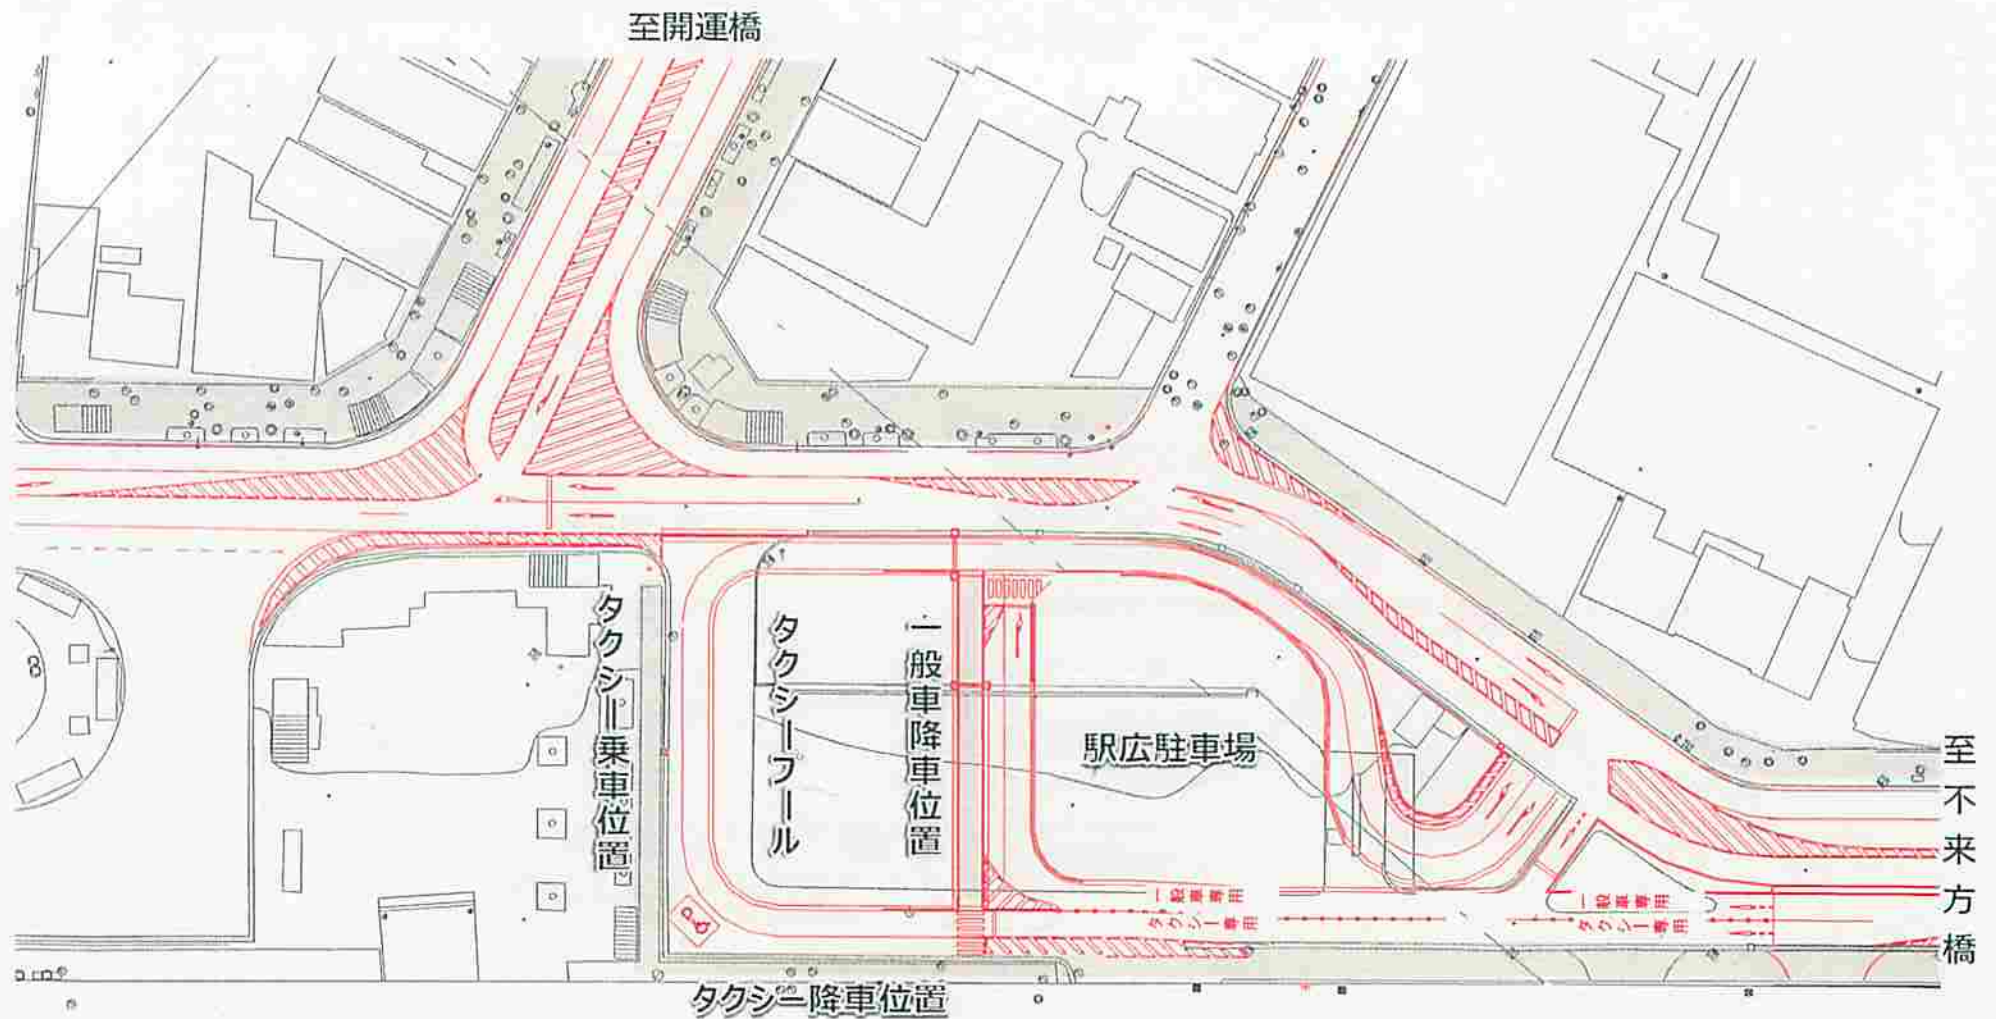 至開運橋
タクシー乗車位置
タクシープール
一般車降車位置
駅広駐車場
至不来方橋
一般車専用
タクシー専用
一般車専用
タクシー専用
タクシー降車位置